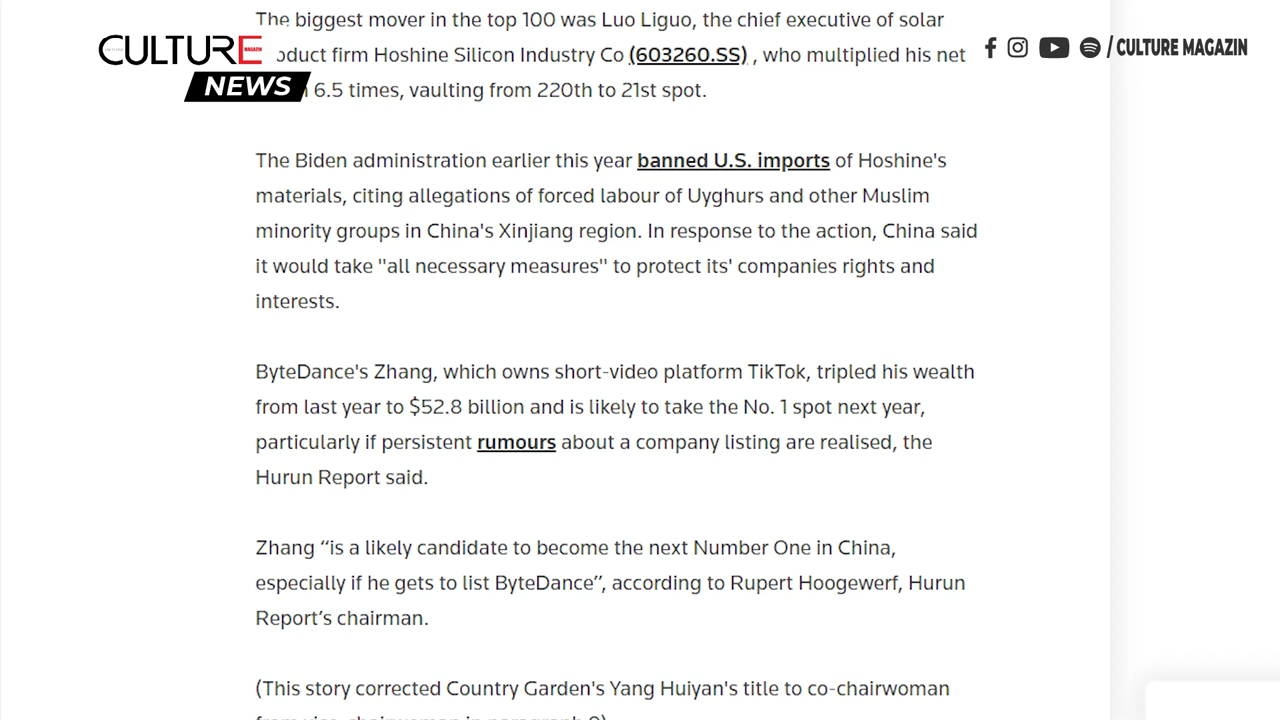 The biggest mover in the top 100 was Luo Liguo, the chief executive of solar
CULTURE
MAGAZIN
oduct firm Hoshine Silicon Industry Co (603260.SS) , who multiplied his net
/ CULTURE MAGAZIN
NEWS
6.5 times, vaulting from 220th to 21st spot.
The Biden administration earlier this year banned U.S. imports of Hoshine's
materials, citing allegations of forced labour of Uyghurs and other Muslim
minority groups in China's Xinjiang region. In response to the action, China said
it would take "all necessary measures" to protect its' companies rights and
interests.
ByteDance's Zhang, which owns short-video platform TikTok, tripled his wealth
from last year to $52.8 billion and is likely to take the No. 1 spot next year,
particularly if persistent rumours about a company listing are realised, the
Hurun Report said.
Zhang “is a likely candidate to become the next Number One in China,
especially if he gets to list ByteDance”, according to Rupert Hoogewerf, Hurun
Report’s chairman.
(This story corrected Country Garden's Yang Huiyan's title to co-chairwoman